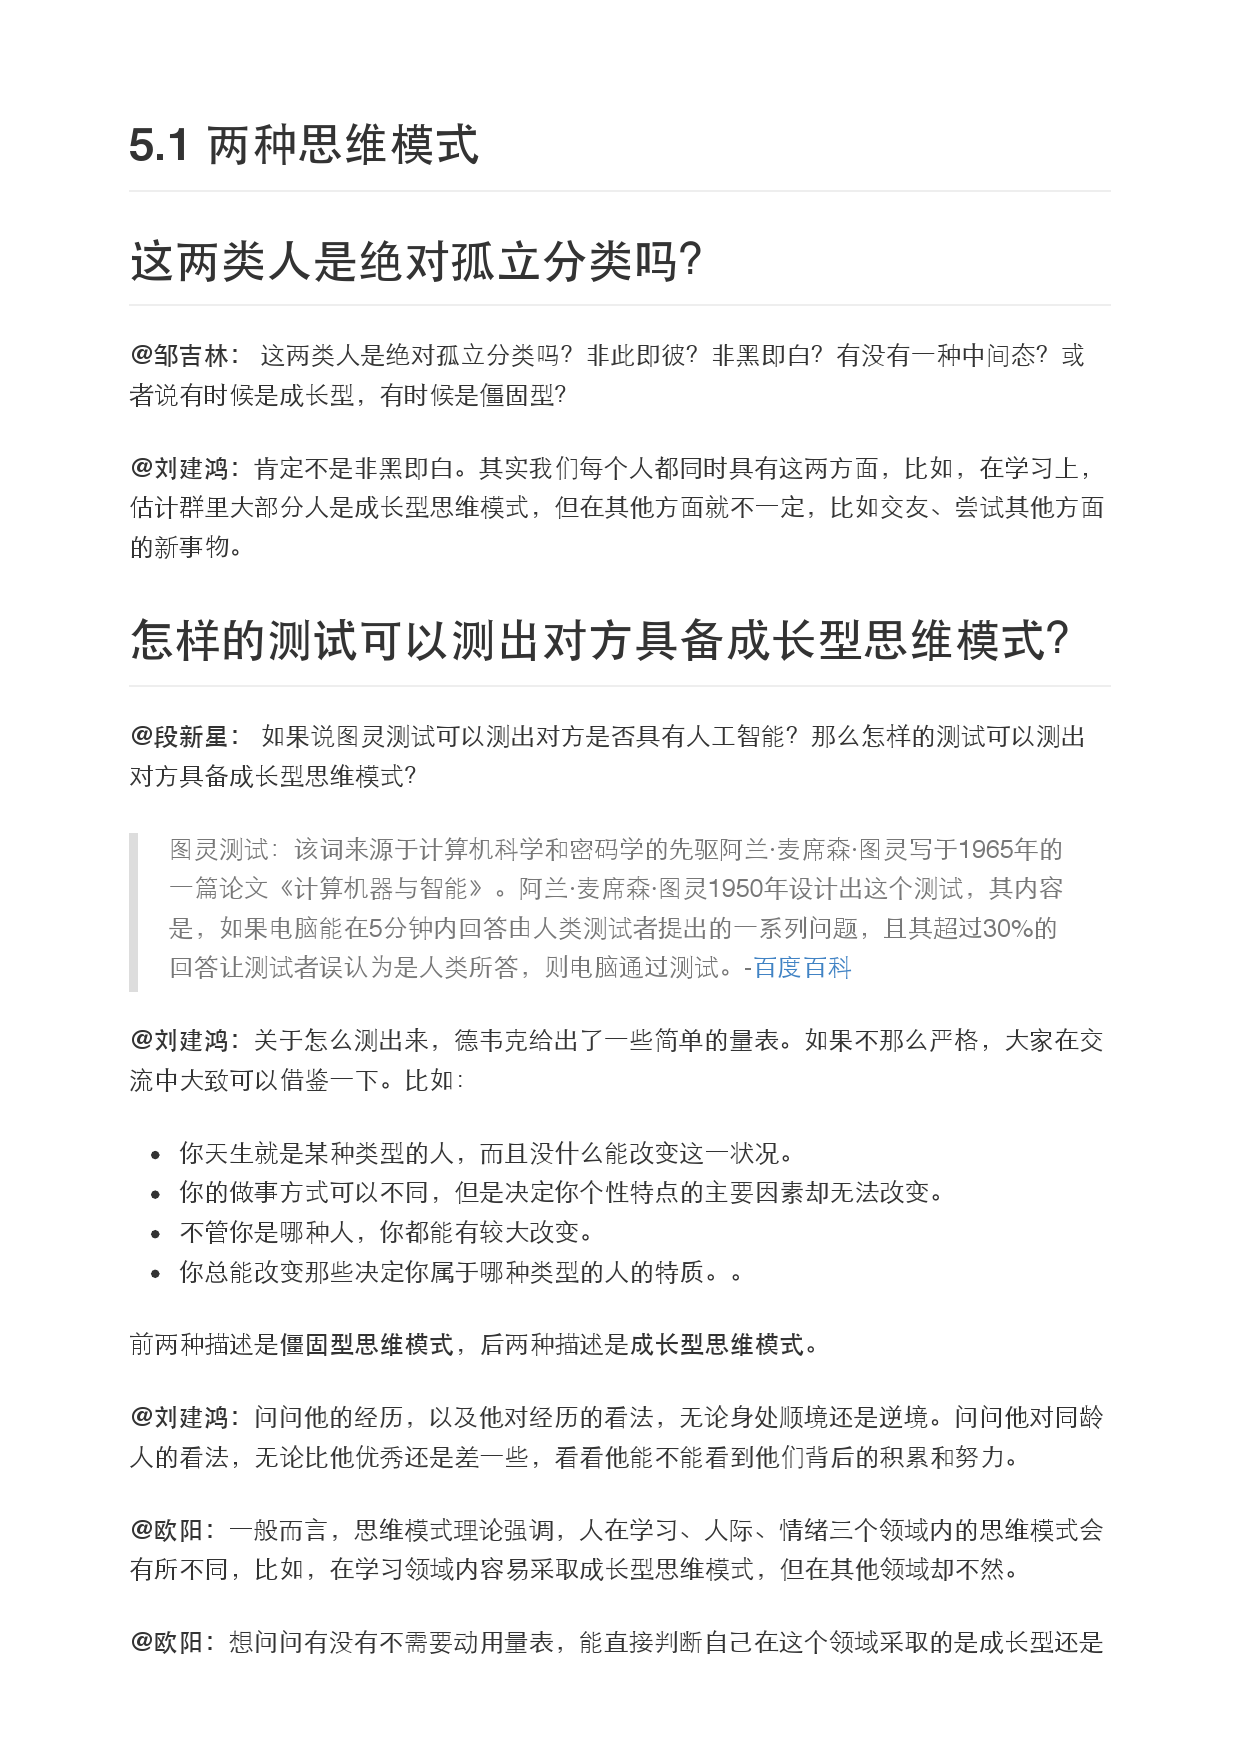 5.1 两种思维模式
这两类人是绝对孤立分类吗？
@邹吉林： 这两类人是绝对孤立分类吗？非此即彼？非黑即白？有没有一种中间态？或
者说有时候是成长型，有时候是僵固型？
@刘建鸿：肯定不是非黑即白。其实我们每个人都同时具有这两方面，比如，在学习上，
估计群里大部分人是成长型思维模式，但在其他方面就不一定，比如交友、尝试其他方面
的新事物。
怎样的测试可以测出对方具备成长型思维模式？
@段新星： 如果说图灵测试可以测出对方是否具有人工智能？那么怎样的测试可以测出
对方具备成长型思维模式？
图灵测试：该词来源于计算机科学和密码学的先驱阿兰·麦席森·图灵写于1965年的
一篇论文《计算机器与智能》。阿兰·麦席森·图灵1950年设计出这个测试，其内容
是，如果电脑能在5分钟内回答由人类测试者提出的一系列问题，且其超过30%的
回答让测试者误认为是人类所答，则电脑通过测试。-百度百科
@刘建鸿：关于怎么测出来，德韦克给出了一些简单的量表。如果不那么严格，大家在交
流中大致可以借鉴一下。比如：
• 你天生就是某种类型的人，而且没什么能改变这一状况。
• 你的做事方式可以不同，但是决定你个性特点的主要因素却无法改变。
• 不管你是哪种人，你都能有较大改变。
• 你总能改变那些决定你属于哪种类型的人的特质。。
前两种描述是僵固型思维模式，后两种描述是成长型思维模式。
@刘建鸿：问问他的经历，以及他对经历的看法，无论身处顺境还是逆境。问问他对同龄
人的看法，无论比他优秀还是差一些，看看他能不能看到他们背后的积累和努力。
@欧阳：一般而言，思维模式理论强调，人在学习、人际、情绪三个领域内的思维模式会
有所不同，比如，在学习领域内容易采取成长型思维模式，但在其他领域却不然。
@欧阳：想问问有没有不需要动用量表，能直接判断自己在这个领域采取的是成长型还是